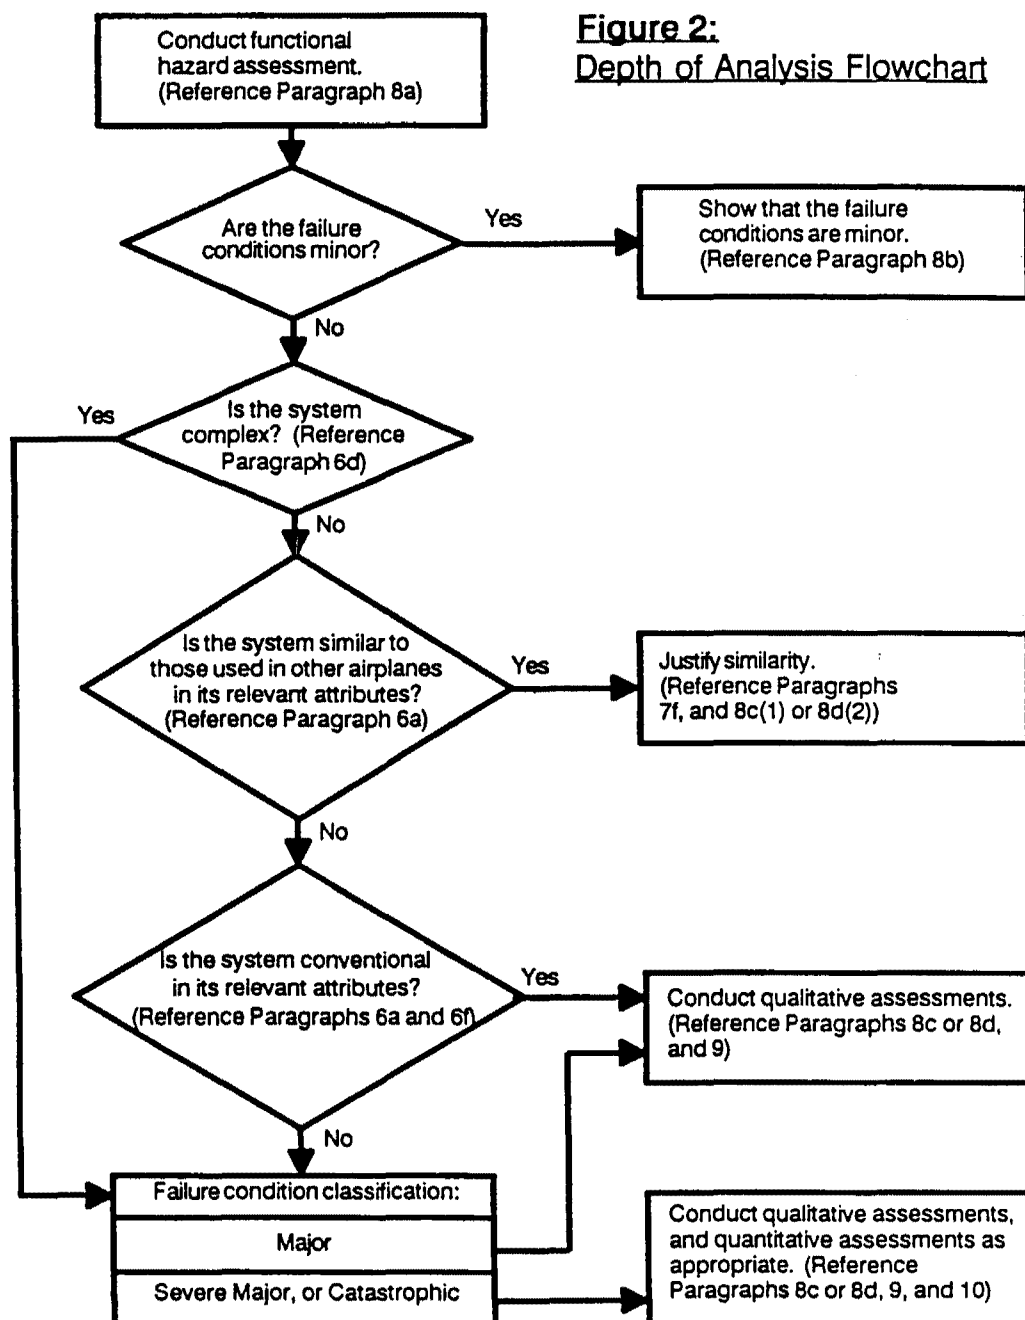 Figure 2:
Depth of Analysis Flowchart
Conduct functional
hazard assessment.
(Reference Paragraph 8a)
Are the failure
conditions minor?
Yes
Show that the failure
conditions are minor.
(Reference Paragraph 8b)
No
Is the system
complex? (Reference
Paragraph 6d)
Yes
No
Is the system similar to
those used in other airplanes
in its relevant attributes?
(Reference Paragraph 6a)
Yes
Justify similarity.
(Reference Paragraphs
7f, and 8c(1) or 8d(2))
No
Is the system conventional
in its relevant attributes?
(Reference Paragraphs 6a and 6f)
Yes
Conduct qualitative assessments.
(Reference Paragraphs 8c or 8d,
and 9)
No
Failure condition classification:
Major
Severe Major, or Catastrophic
Conduct qualitative assessments,
and quantitative assessments as
appropriate. (Reference
Paragraphs 8c or 8d, 9, and 10)